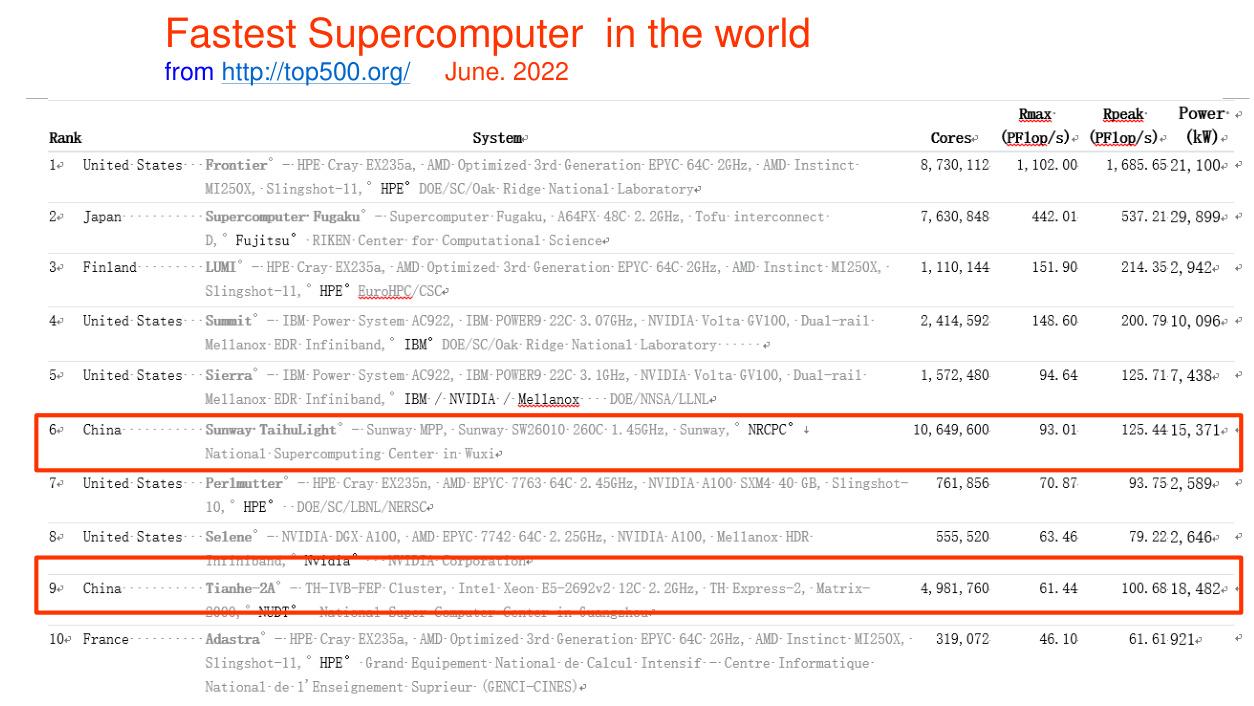 Fastest Supercomputer in the world
from http://top500.org/ June. 2022
Rank System Cores Rmax (PFlop/s) Rpeak (PFlop/s) Power (kW)
1 United States Frontier - HPE Cray EX235a, AMD Optimized 3rd Generation EPYC 64C 2GHz, AMD Instinct 8,730,112 1,102.00 1,685.65 21,100
MI250X, Slingshot-11, HPE DOE/SC/Oak Ridge National Laboratory
2 Japan Supercomputer Fugaku - Supercomputer Fugaku, A64FX 48C 2.2GHz, Tofu interconnect 7,630,848 442.01 537.21 29,899
D, Fujitsu RIKEN Center for Computational Science
3 Finland LUMI - HPE Cray EX235a, AMD Optimized 3rd Generation EPYC 64C 2GHz, AMD Instinct MI250X, 1,110,144 151.90 214.35 2,942
Slingshot-11, HPE EuroHPC/CSC
4 United States Summit - IBM Power System AC922, IBM POWER9 22C 3.07GHz, NVIDIA Volta GV100, Dual-rail 2,414,592 148.60 200.79 10,096
Mellanox EDR Infiniband, IBM DOE/SC/Oak Ridge National Laboratory
5 United States Sierra - IBM Power System AC922, IBM POWER9 22C 3.1GHz, NVIDIA Volta GV100, Dual-rail 1,572,480 94.64 125.71 7,438
Mellanox EDR Infiniband, IBM / NVIDIA / Mellanox DOE/NNSA/LLNL
6 China Sunway TaihuLight - Sunway MPP, Sunway SW26010 260C 1.45GHz, Sunway, NRCPC 10,649,600 93.01 125.44 15,371
National Supercomputing Center in Wuxi
7 United States Perlmutter - HPE Cray EX235n, AMD EPYC 7763 64C 2.45GHz, NVIDIA A100 SXM4 40 GB, Slingshot- 761,856 70.87 93.75 2,589
10, HPE DOE/SC/LBNL/NERSC
8 United States Selene - NVIDIA DGX A100, AMD EPYC 7742 64C 2.25GHz, NVIDIA A100, Mellanox HDR 555,520 63.46 79.22 2,646
Infiniband, Nvidia NVIDIA Corporation
9 China Tianhe-2A - TH-IVB-FEP Cluster, Intel Xeon E5-2692v2 12C 2.2GHz, TH Express-2, Matrix- 4,981,760 61.44 100.68 18,482
2000, NUDT National Super Computer Center in Guangzhou
10 France Adastra - HPE Cray EX235a, AMD Optimized 3rd Generation EPYC 64C 2GHz, AMD Instinct MI250X, 319,072 46.10 61.61 921
Slingshot-11, HPE Grand Equipement National de Calcul Intensif - Centre Informatique
National de l'Enseignement Suprieur (GENCI-CINES)